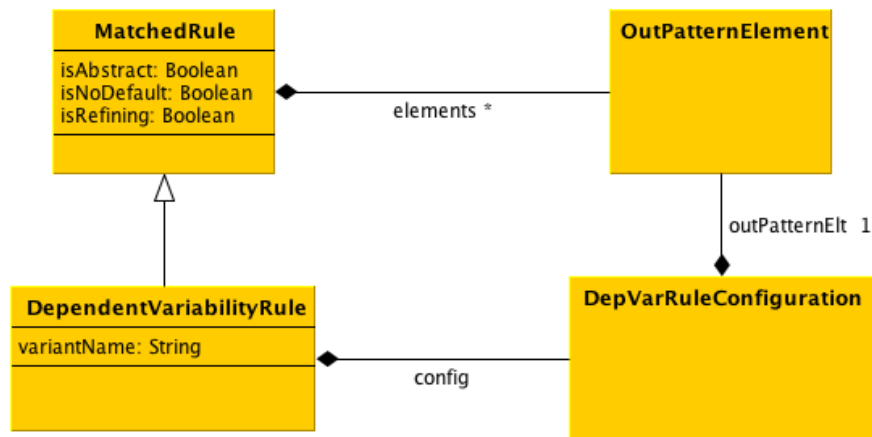 MatchedRule
isAbstract: Boolean
isNoDefault: Boolean
isRefining: Boolean
elements *
OutPatternElement
outPatternElt 1
DependentVariabilityRule
variantName: String
config
DepVarRuleConfiguration